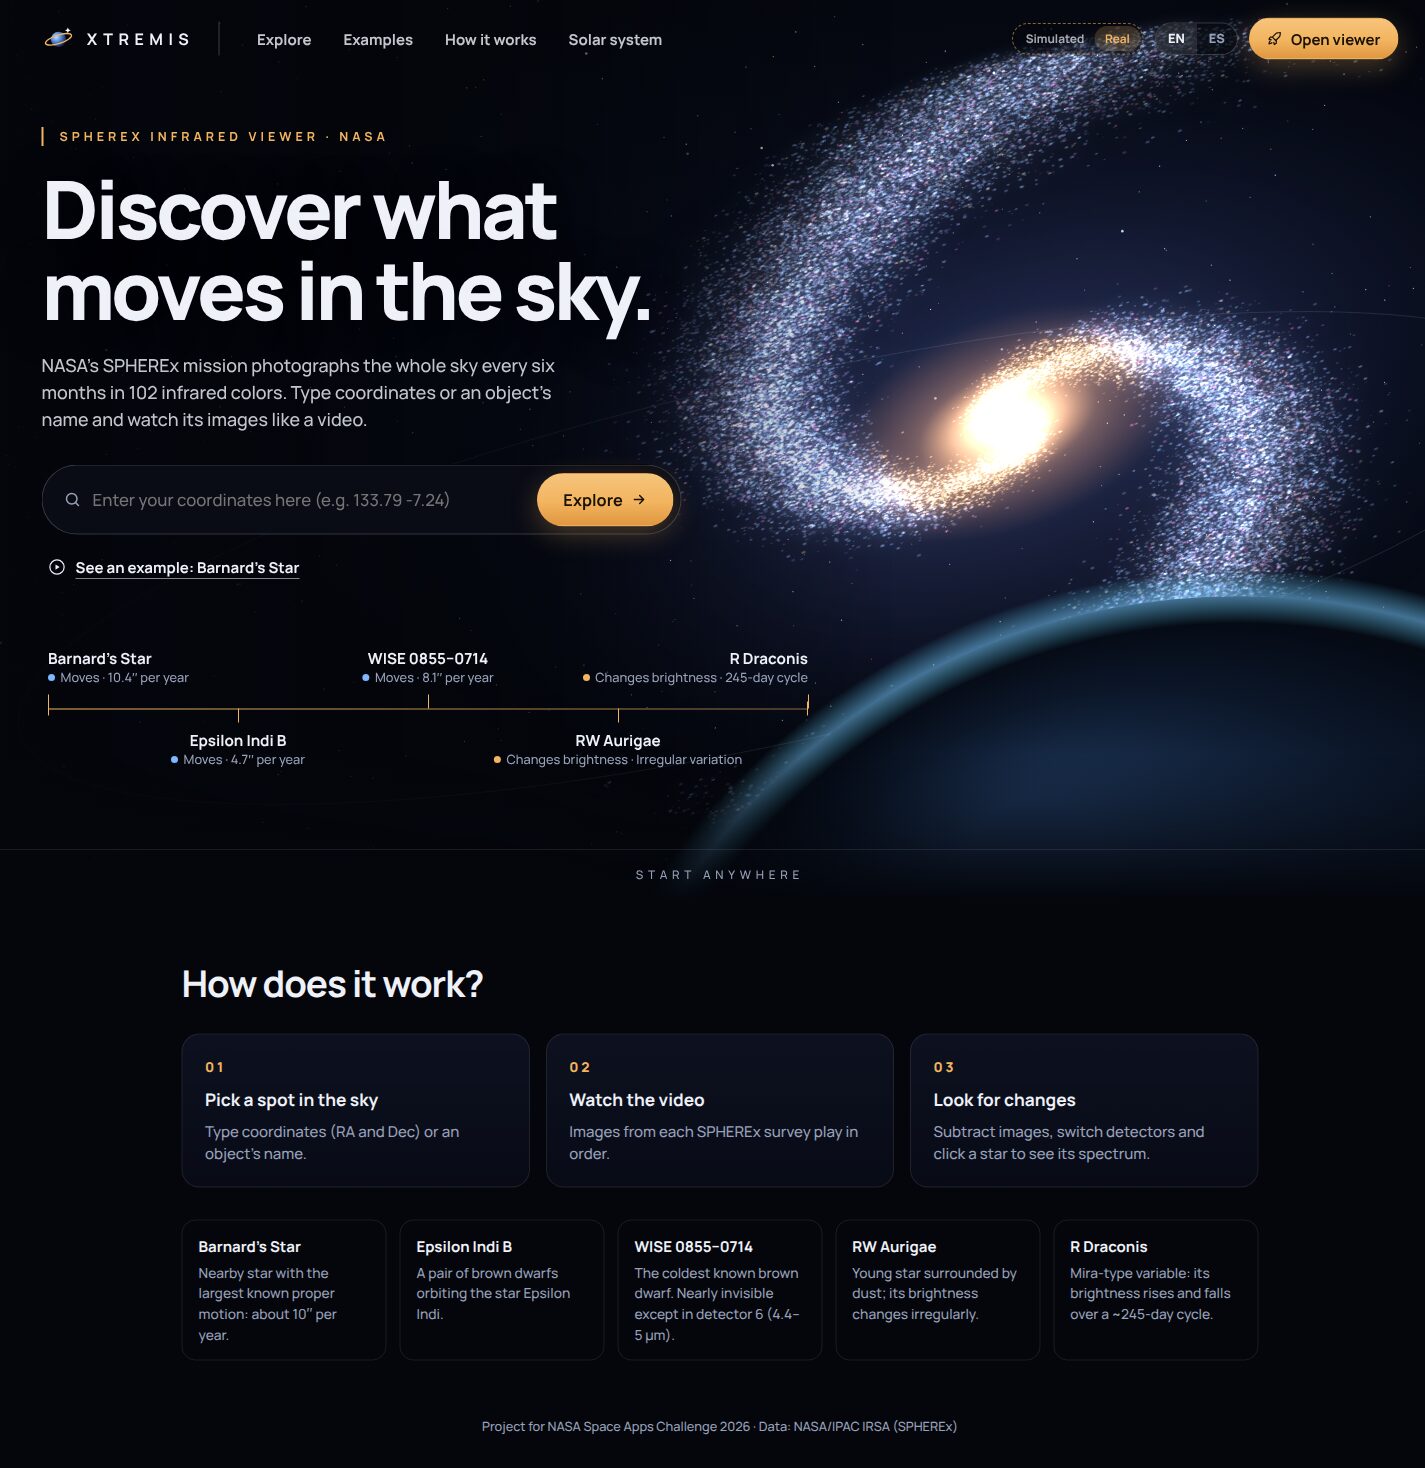 XTREMIS
Explore
Examples
How it works
Solar system
Simulated
Real
EN
ES
Open viewer
SPHEREX INFRARED VIEWER · NASA
Discover what
moves in the sky.
NASA's SPHEREx mission photographs the whole sky every six
months in 102 infrared colors. Type coordinates or an object's
name and watch its images like a video.
Enter your coordinates here (e.g. 133.79 -7.24)
Explore →
See an example: Barnard's Star
Barnard's Star
Moves · 10.4″ per year
WISE 0855−0714
Moves · 8.1″ per year
R Draconis
Changes brightness · 245-day cycle
Epsilon Indi B
Moves · 4.7″ per year
RW Aurigae
Changes brightness · Irregular variation
START ANYWHERE
How does it work?
01
Pick a spot in the sky
Type coordinates (RA and Dec) or an
object's name.
02
Watch the video
Images from each SPHEREx survey play in
order.
03
Look for changes
Subtract images, switch detectors and
click a star to see its spectrum.
Barnard's Star
Nearby star with the
largest known proper
motion: about 10″ per
year.
Epsilon Indi B
A pair of brown dwarfs
orbiting the star Epsilon
Indi.
WISE 0855−0714
The coldest known brown
dwarf. Nearly invisible
except in detector 6 (4.4–
5 µm).
RW Aurigae
Young star surrounded by
dust; its brightness
changes irregularly.
R Draconis
Mira-type variable: its
brightness rises and falls
over a ~245-day cycle.
Project for NASA Space Apps Challenge 2026 · Data: NASA/IPAC IRSA (SPHEREx)